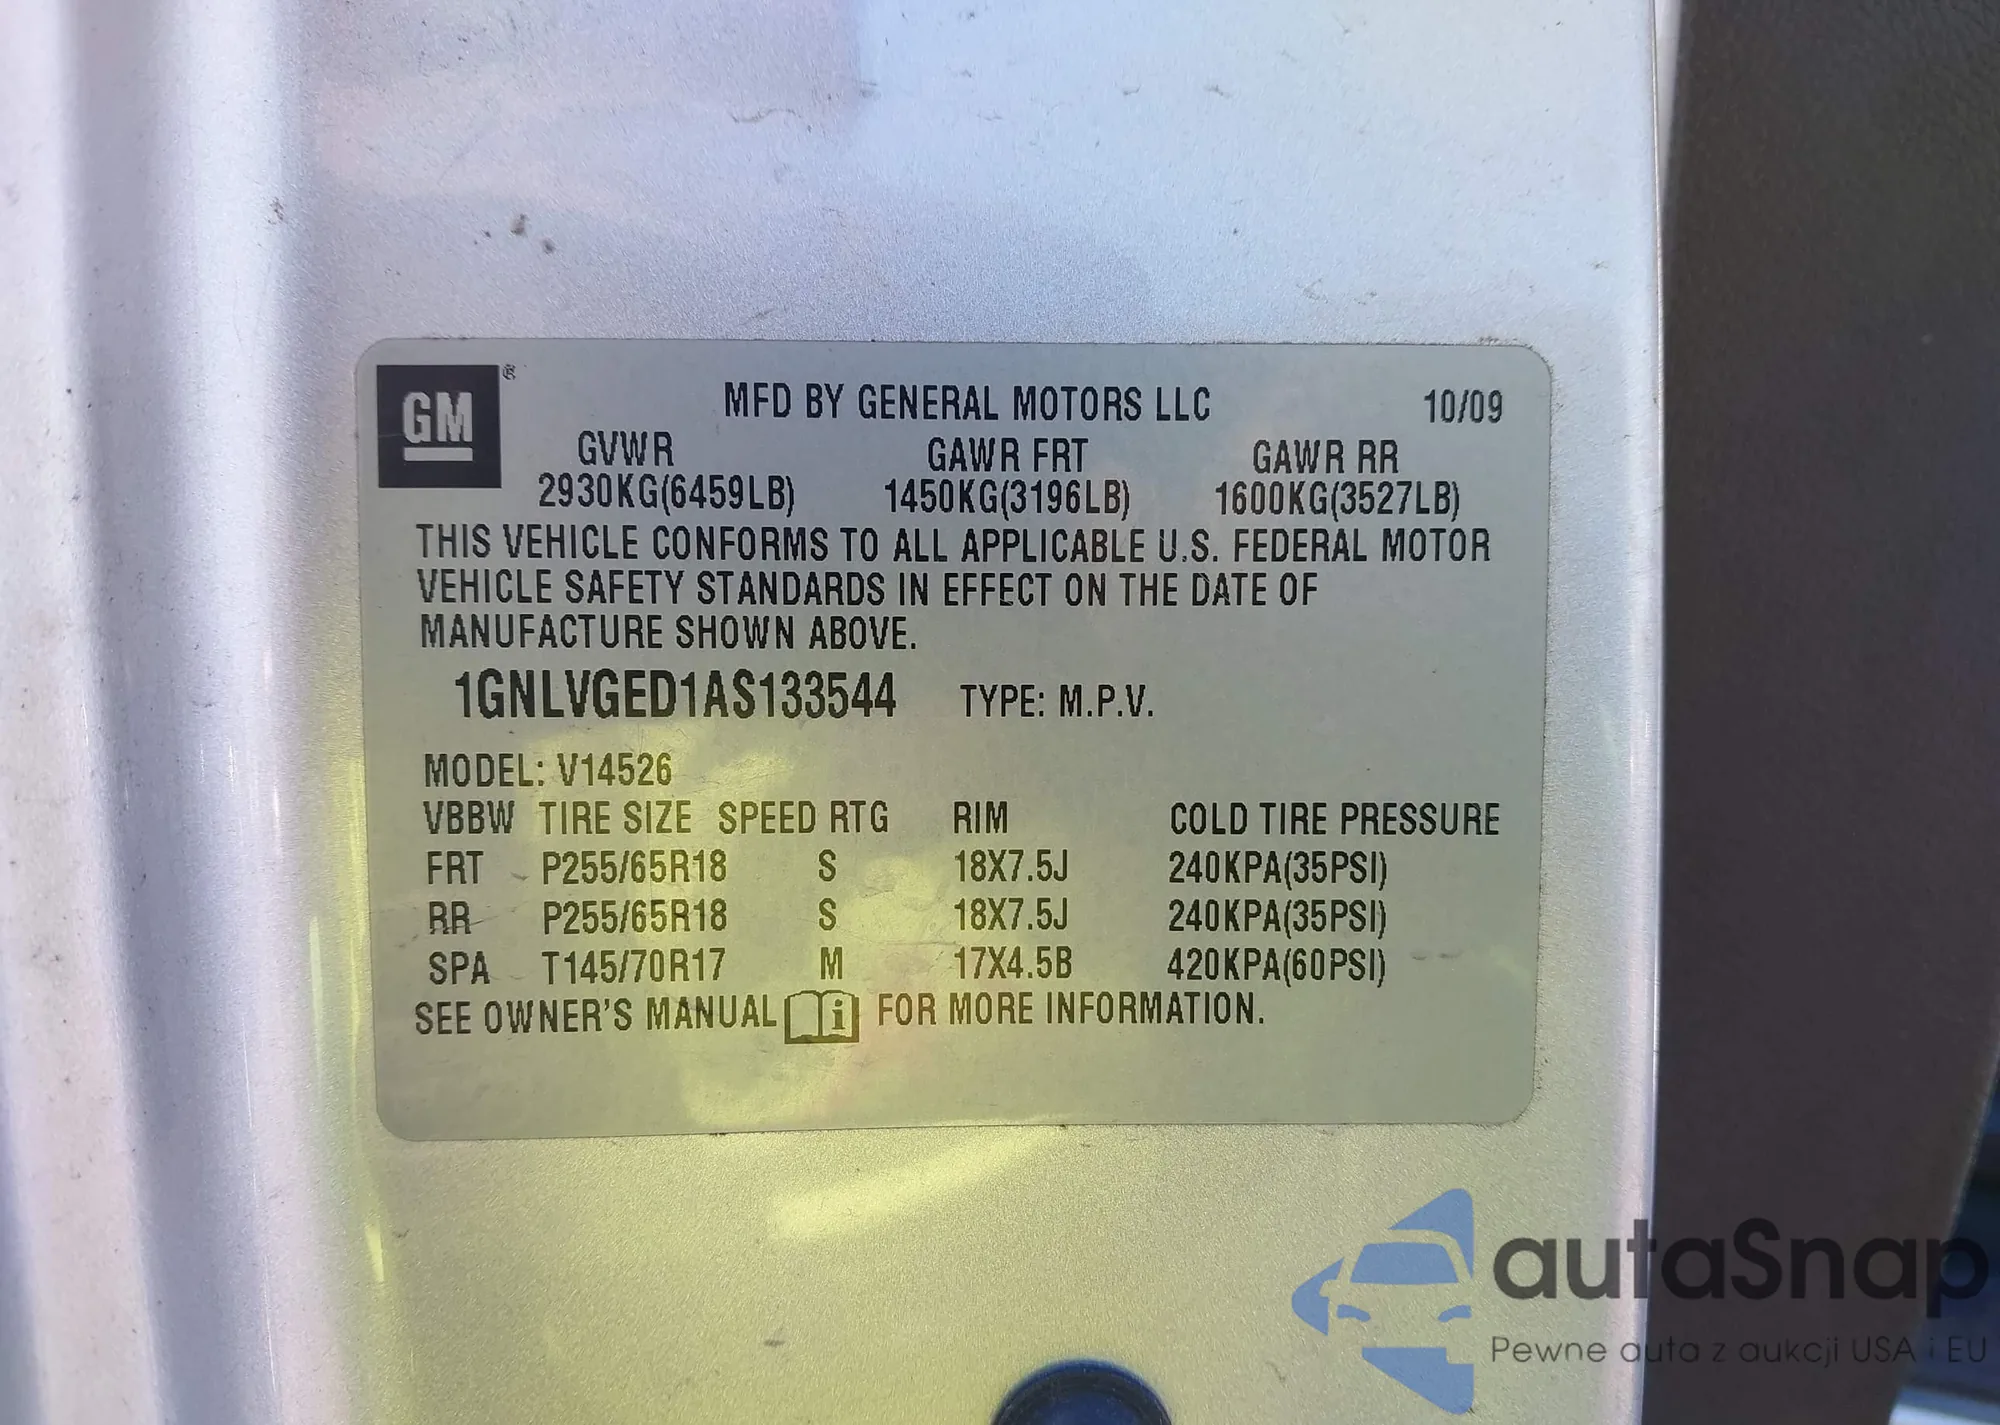 GM ®
MFD BY GENERAL MOTORS LLC 10/09
GVWR GAWR FRT GAWR RR
2930KG(6459LB) 1450KG(3196LB) 1600KG(3527LB)
THIS VEHICLE CONFORMS TO ALL APPLICABLE U.S. FEDERAL MOTOR
VEHICLE SAFETY STANDARDS IN EFFECT ON THE DATE OF
MANUFACTURE SHOWN ABOVE.
1GNLVGED1AS133544 TYPE: M.P.V.
MODEL: V14526
VBBW TIRE SIZE SPEED RTG RIM COLD TIRE PRESSURE
FRT P255/65R18 S 18X7.5J 240KPA(35PSI)
RR P255/65R18 S 18X7.5J 240KPA(35PSI)
SPA T145/70R17 M 17X4.5B 420KPA(60PSI)
SEE OWNER'S MANUAL i FOR MORE INFORMATION.
autaSnap
Pewne auta z aukcji USA i EU